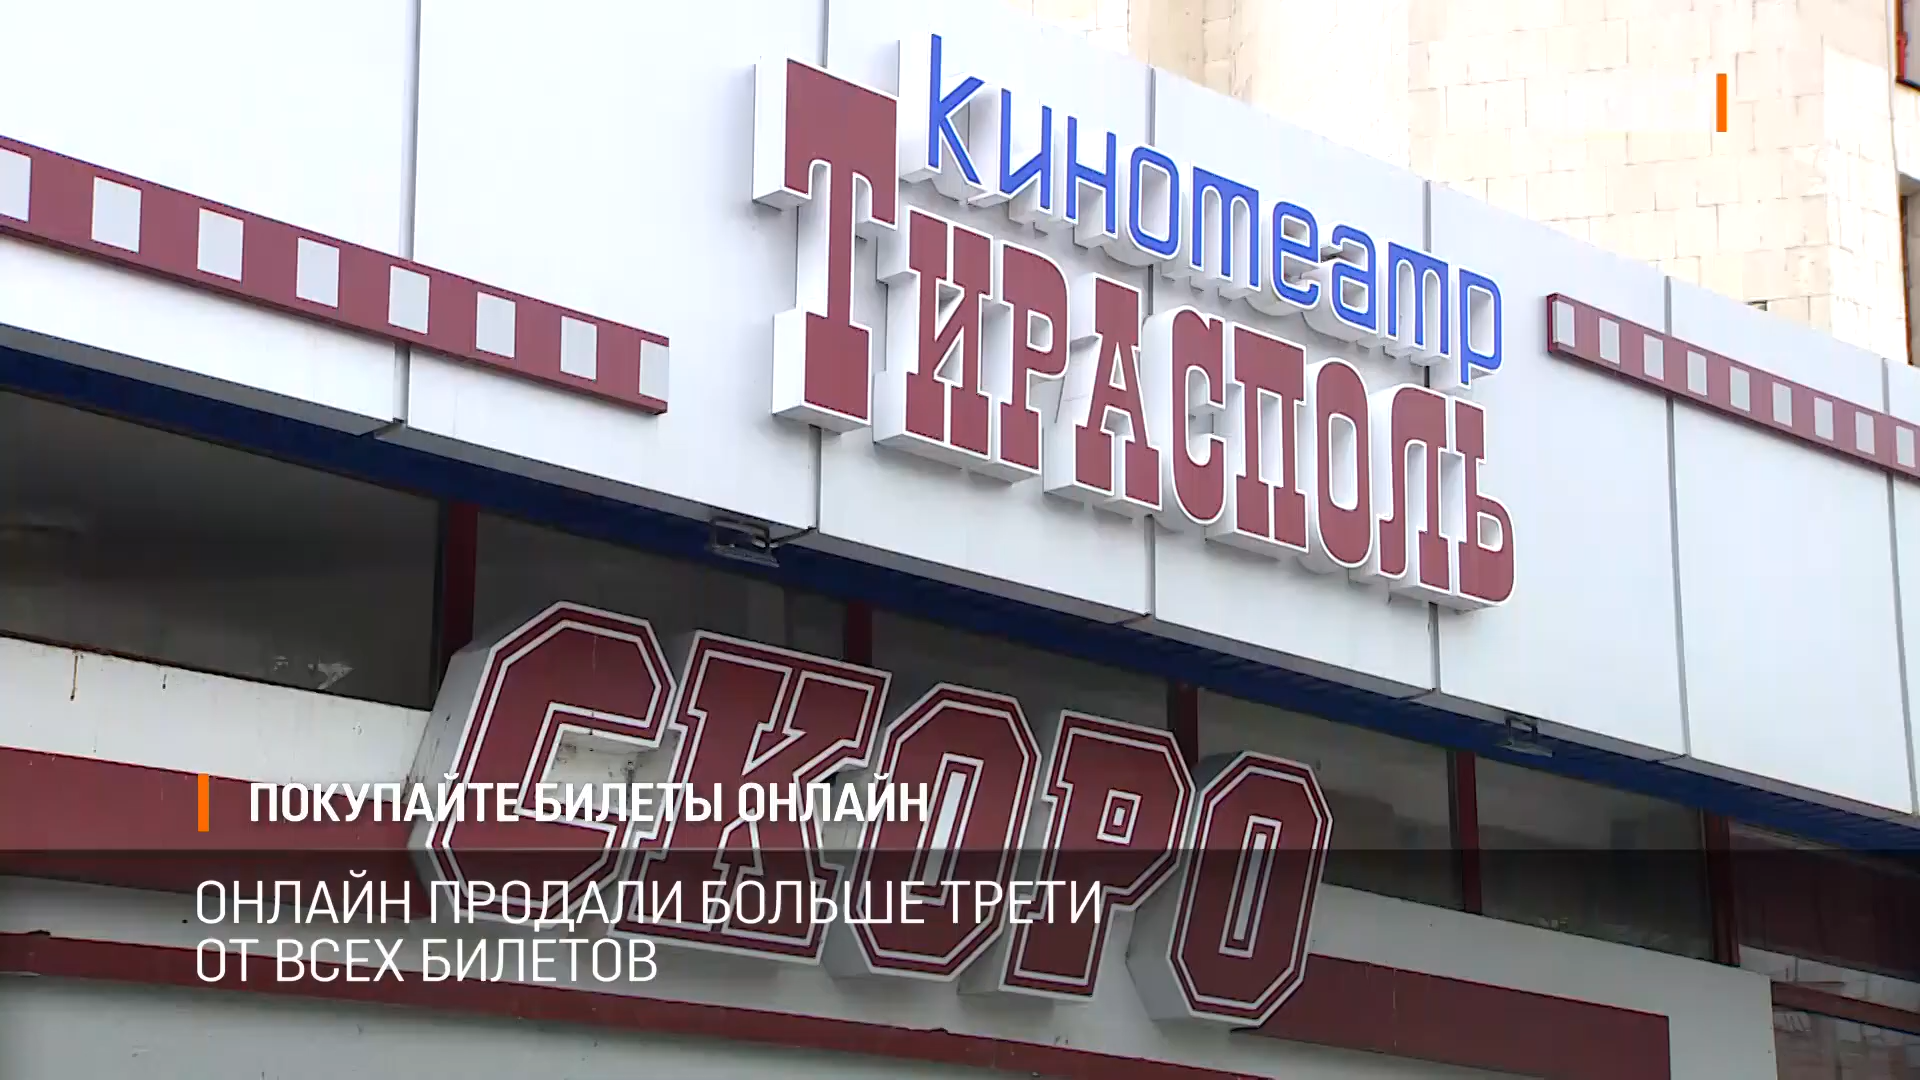 кинотеатр
Тирасполь
СКОРО
ПОКУПАЙТЕ БИЛЕТЫ ОНЛАЙН
ОНЛАЙН ПРОДАЛИ БОЛЬШЕ ТРЕТИ
ОТ ВСЕХ БИЛЕТОВ